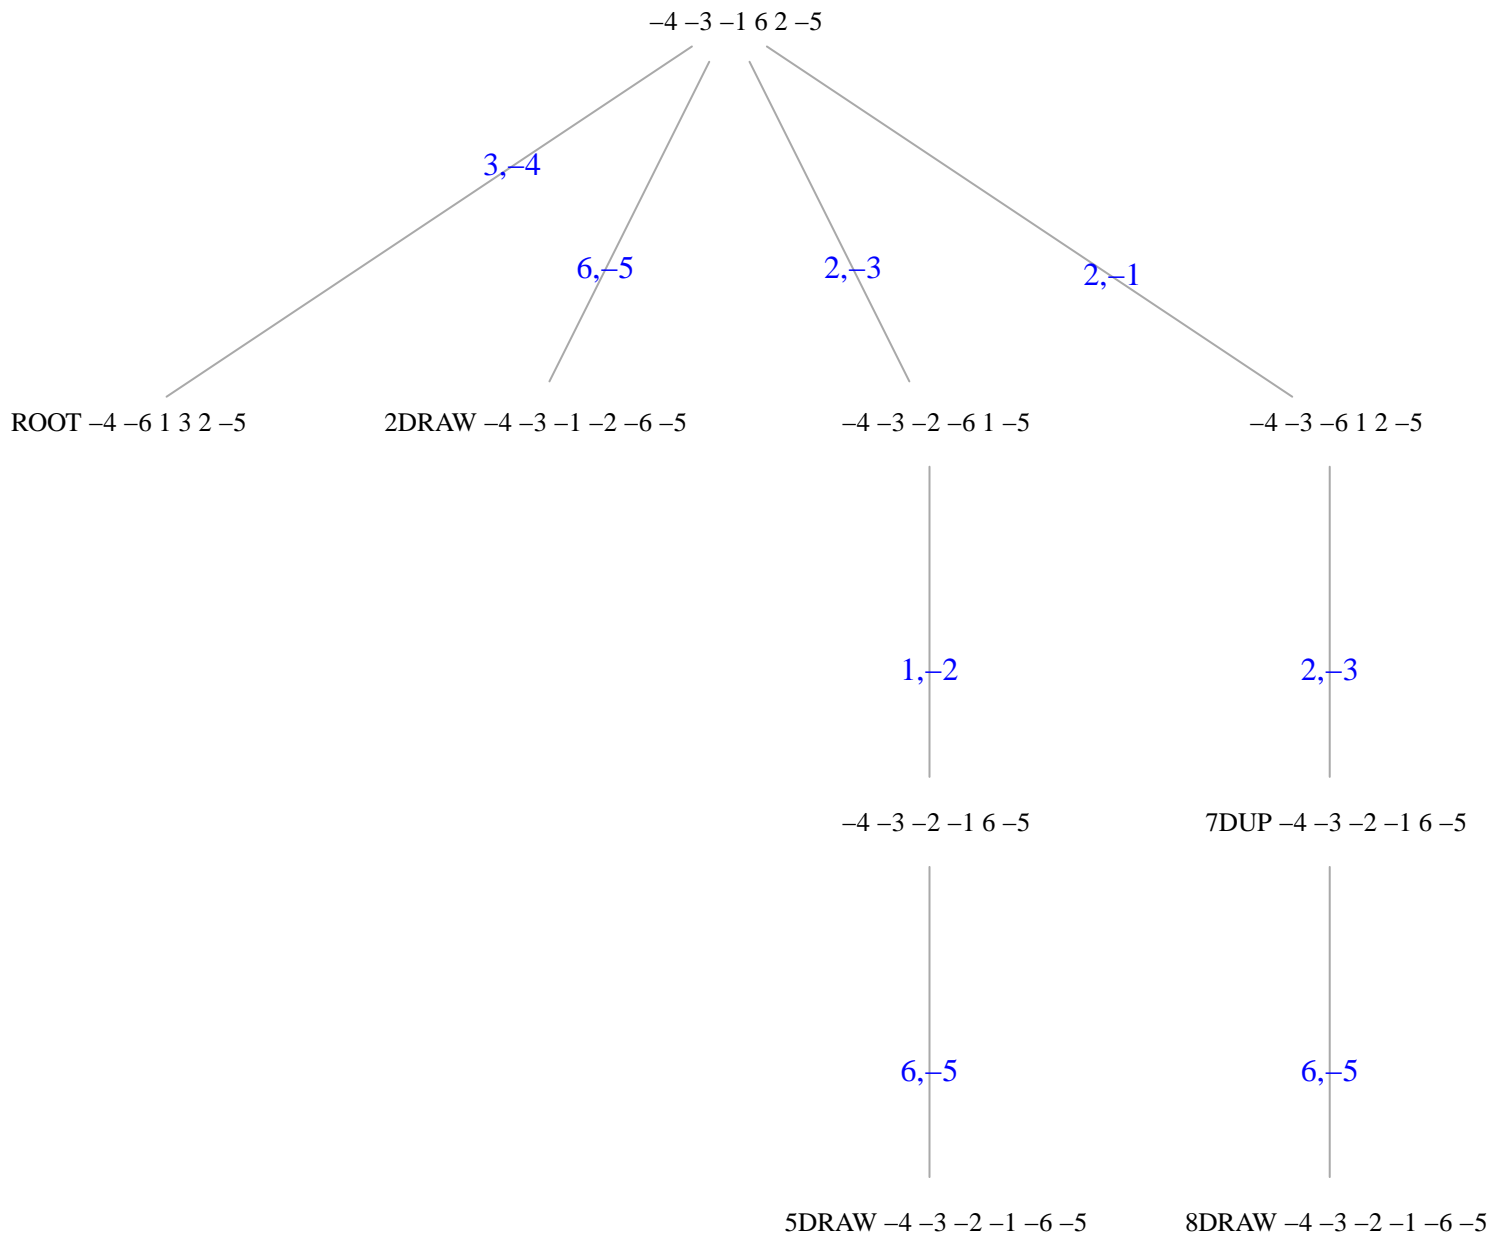 –4 –3 –1 6 2 –5
3,–4
6,–5
2,–3
2,–1
ROOT –4 –6 1 3 2 –5
2DRAW –4 –3 –1 –2 –6 –5
–4 –3 –2 –6 1 –5
–4 –3 –6 1 2 –5
1,–2
2,–3
–4 –3 –2 –1 6 –5
7DUP –4 –3 –2 –1 6 –5
6,–5
6,–5
5DRAW –4 –3 –2 –1 –6 –5
8DRAW –4 –3 –2 –1 –6 –5